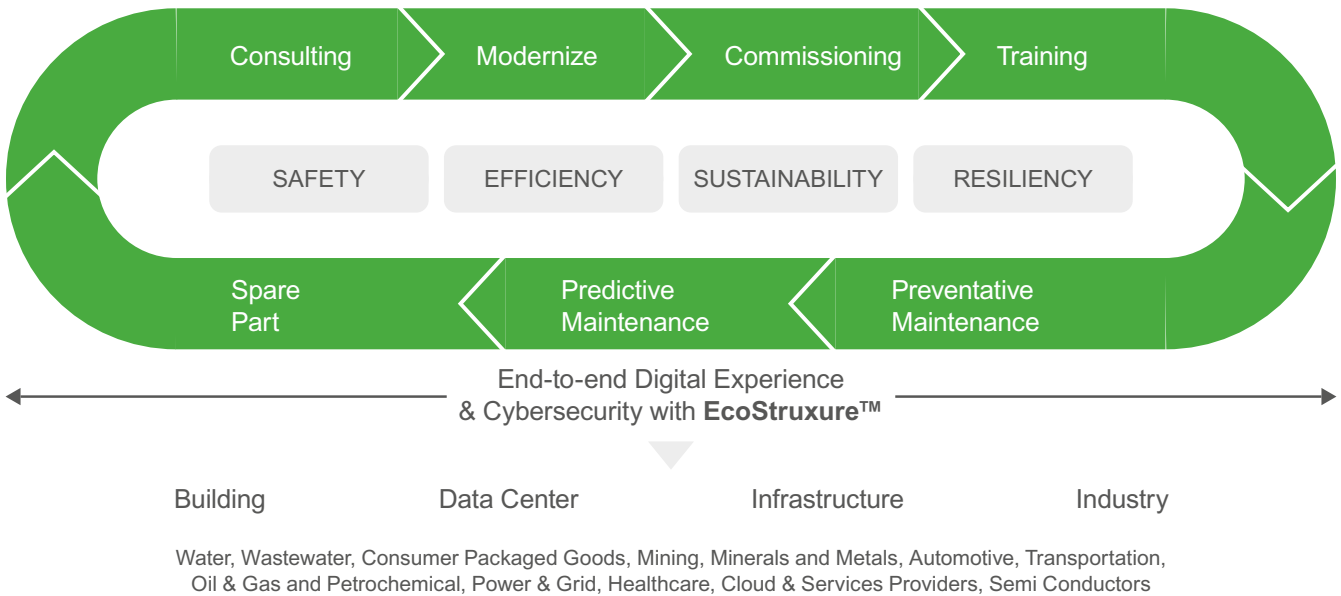 Consulting
Modernize
Commissioning
Training
SAFETY
EFFICIENCY
SUSTAINABILITY
RESILIENCY
Spare
Part
Predictive
Maintenance
Preventative
Maintenance
End-to-end Digital Experience
& Cybersecurity with EcoStruxure™
Building
Data Center
Infrastructure
Industry
Water, Wastewater, Consumer Packaged Goods, Mining, Minerals and Metals, Automotive, Transportation,
Oil & Gas and Petrochemical, Power & Grid, Healthcare, Cloud & Services Providers, Semi Conductors